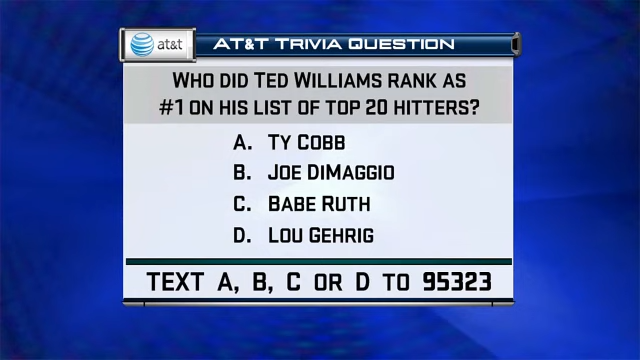 at&t AT&T TRIVIA QUESTION
WHO DID TED WILLIAMS RANK AS
#1 ON HIS LIST OF TOP 20 HITTERS?
A. TY COBB
B. JOE DIMAGGIO
C. BABE RUTH
D. LOU GEHRIG
TEXT A, B, C OR D TO 95323